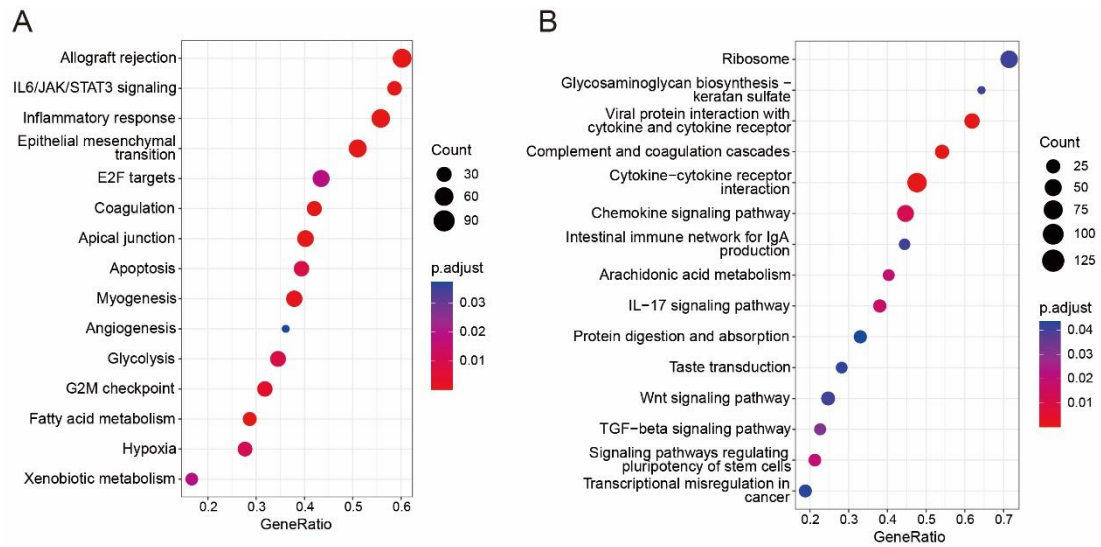 A
Allograft rejection
IL6/JAK/STAT3 signaling
Inflammatory response
Epithelial mesenchymal
transition
E2F targets
Coagulation
Apical junction
Apoptosis
Myogenesis
Angiogenesis
Glycolysis
G2M checkpoint
Fatty acid metabolism
Hypoxia
Xenobiotic metabolism
0.2 0.3 0.4 0.5 0.6
GeneRatio
Count
30
60
90
p.adjust
0.03
0.02
0.01
B
Ribosome
Glycosaminoglycan biosynthesis −
keratan sulfate
Viral protein interaction with
cytokine and cytokine receptor
Complement and coagulation cascades
Cytokine−cytokine receptor
interaction
Chemokine signaling pathway
Intestinal immune network for IgA
production
Arachidonic acid metabolism
IL−17 signaling pathway
Protein digestion and absorption
Taste transduction
Wnt signaling pathway
TGF−beta signaling pathway
Signaling pathways regulating
pluripotency of stem cells
Transcriptional misregulation in
cancer
0.2 0.3 0.4 0.5 0.6 0.7
GeneRatio
Count
25
50
75
100
125
p.adjust
0.04
0.03
0.02
0.01